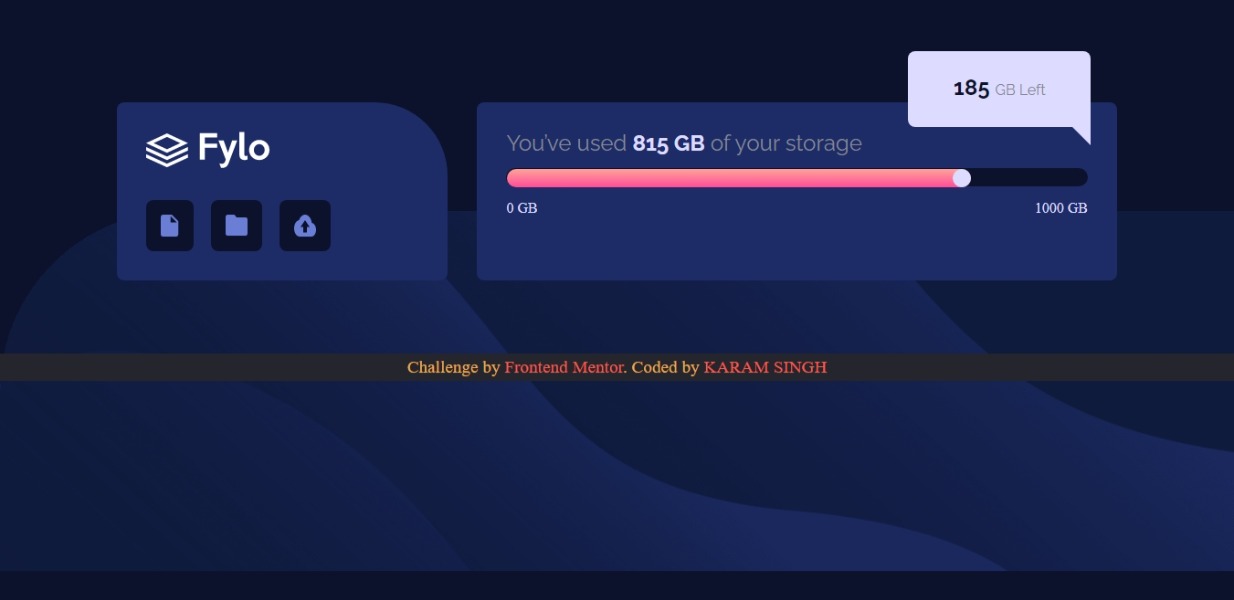 185 GB Left
Fylo
You've used 815 GB of your storage
0 GB
1000 GB
Challenge by Frontend Mentor. Coded by KARAM SINGH